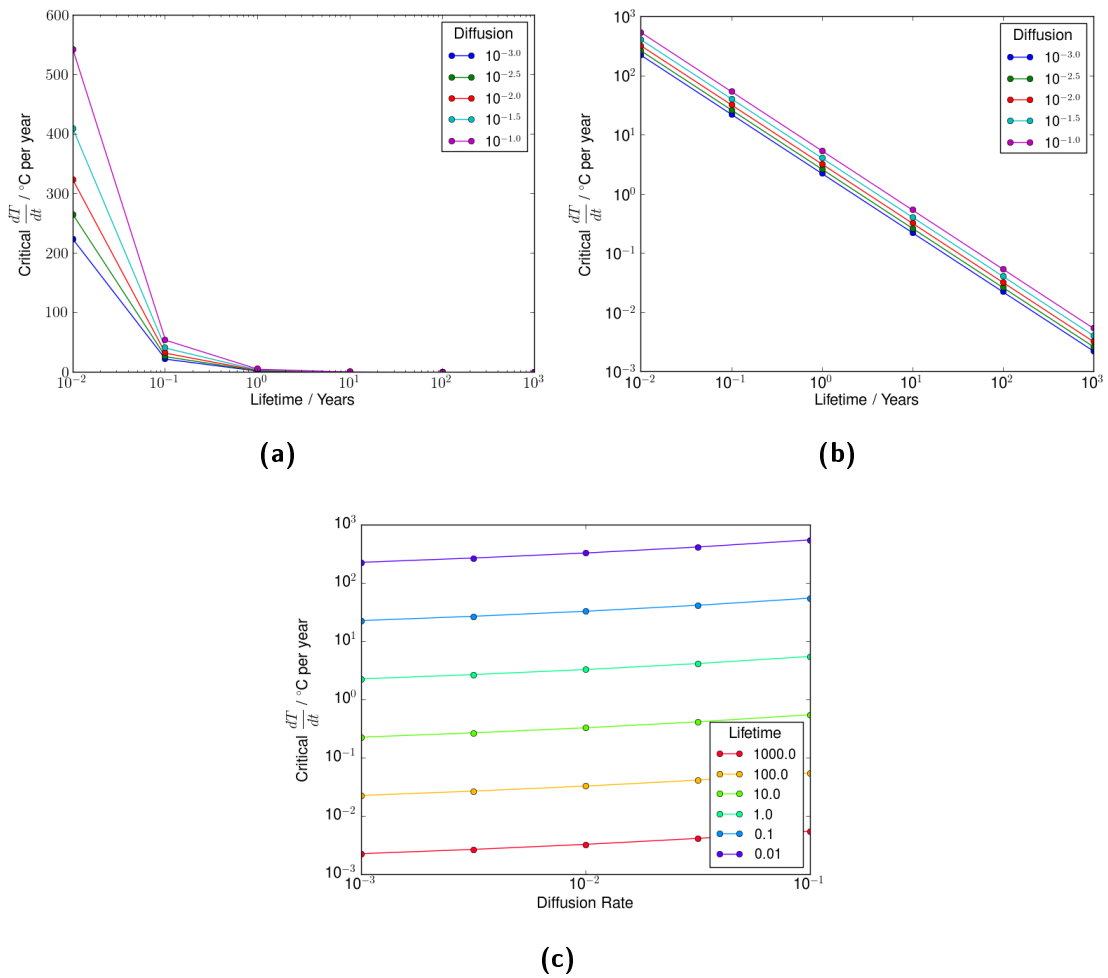 600
500
400
300
200
100
0
Critical dT/dt / °C per year
10^−2 10^−1 10^0 10^1 10^2 10^3
Lifetime / Years
Diffusion
10^−3.0
10^−2.5
10^−2.0
10^−1.5
10^−1.0
(a)
10^3
10^2
10^1
10^0
10^−1
10^−2
10^−3
Critical dT/dt / °C per year
10^−2 10^−1 10^0 10^1 10^2 10^3
Lifetime / Years
Diffusion
10^−3.0
10^−2.5
10^−2.0
10^−1.5
10^−1.0
(b)
10^3
10^2
10^1
10^0
10^−1
10^−2
10^−3
Critical dT/dt / °C per year
10^−3 10^−2 10^−1
Diffusion Rate
Lifetime
1000.0
100.0
10.0
1.0
0.1
0.01
(c)